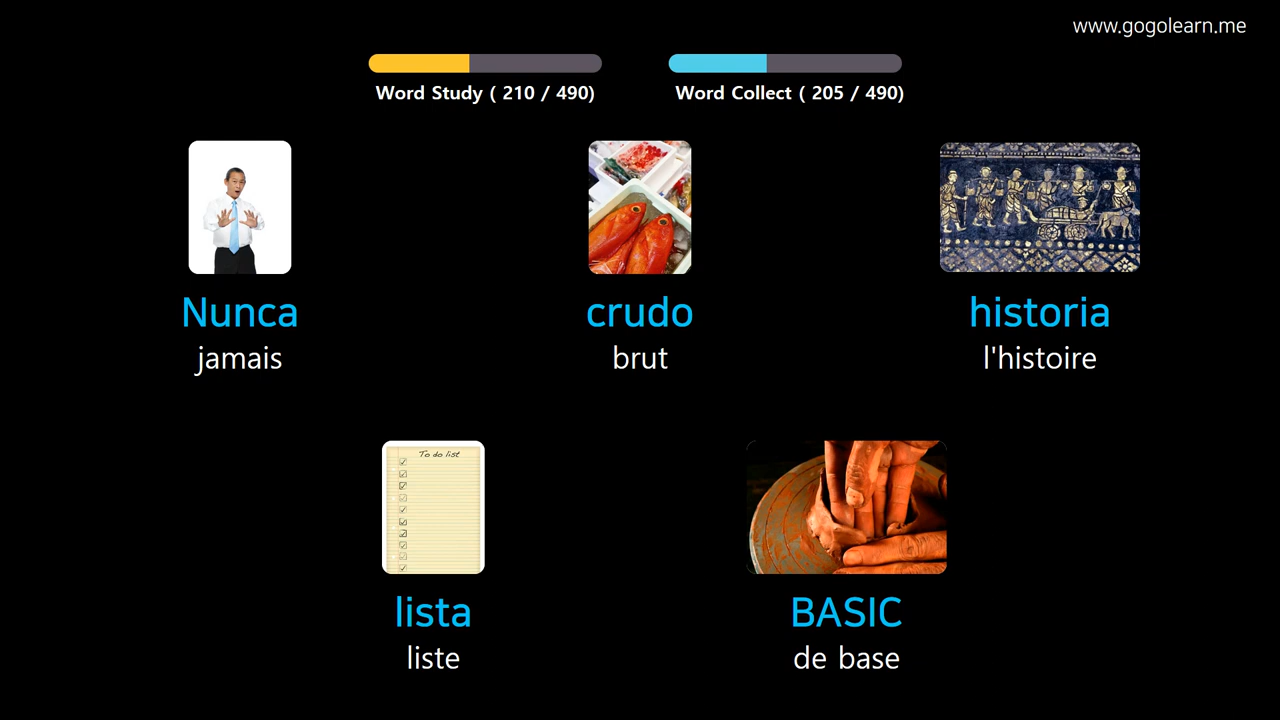 www.gogolearn.me
Word Study ( 210 / 490)
Word Collect ( 205 / 490)
Nunca
jamais
crudo
brut
historia
l'histoire
To do list
lista
liste
BASIC
de base